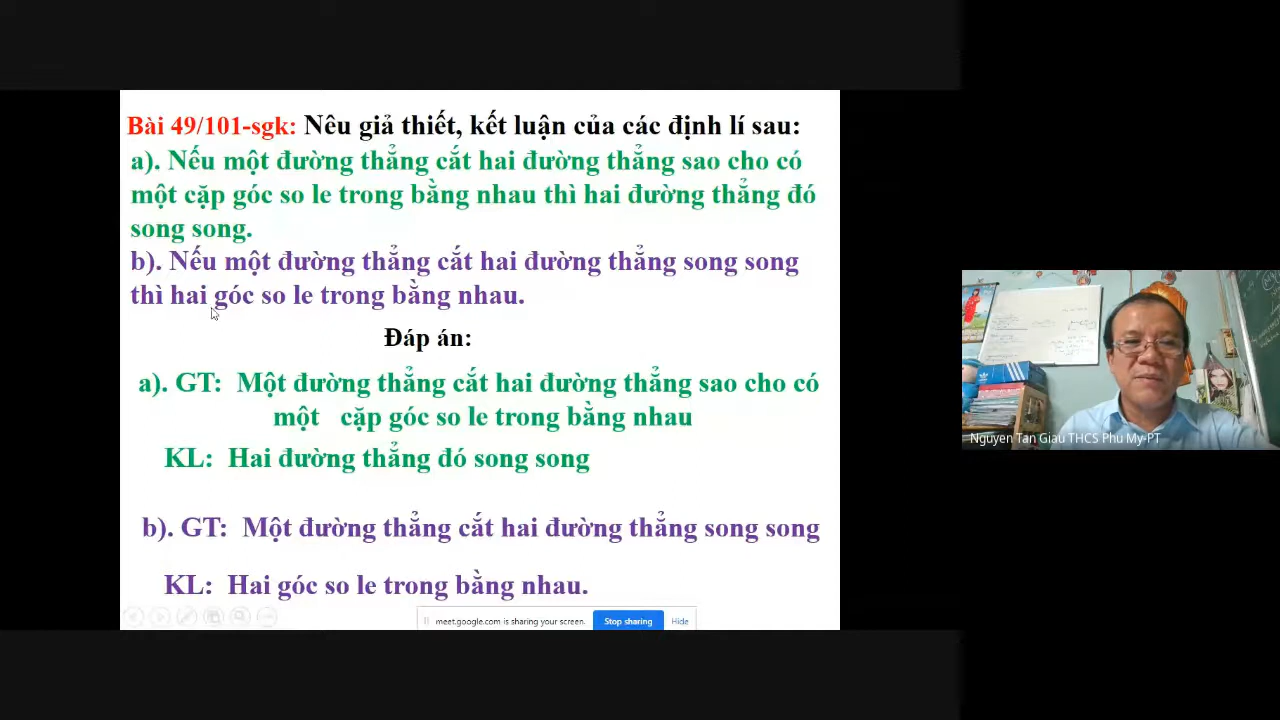 Bài 49/101-sgk: Nêu giả thiết, kết luận của các định lí sau:
a). Nếu một đường thẳng cắt hai đường thẳng sao cho có
một cặp góc so le trong bằng nhau thì hai đường thẳng đó
song song.
b). Nếu một đường thẳng cắt hai đường thẳng song song
thì hai góc so le trong bằng nhau.
Đáp án:
a). GT: Một đường thẳng cắt hai đường thẳng sao cho có
một cặp góc so le trong bằng nhau
KL: Hai đường thẳng đó song song
b). GT: Một đường thẳng cắt hai đường thẳng song song
KL: Hai góc so le trong bằng nhau.
meet.google.com is sharing your screen.
Stop sharing
Hide
Nguyen Tan Giau THCS Phu My-PT